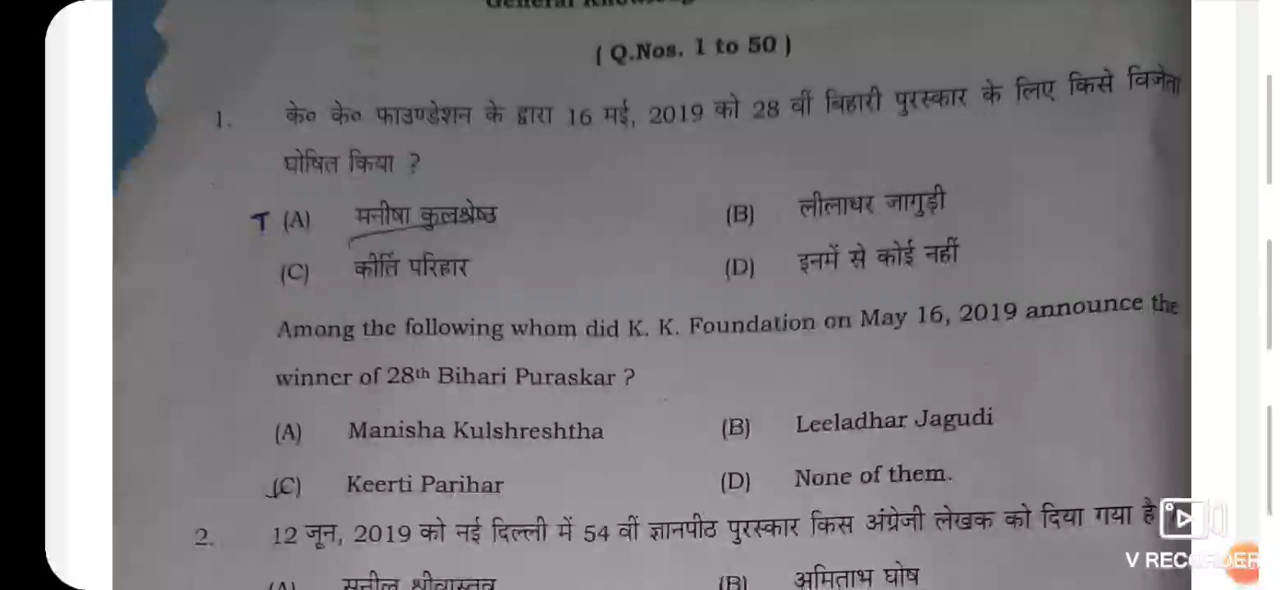 General
( Q.Nos. 1 to 50 )
1. के० के० फाउण्डेशन के द्वारा 16 मई, 2019 को 28 वीं बिहारी पुरस्कार के लिए किसे विजेता
घोषित किया ?
T (A) मनीषा कुलश्रेष्ठ (B) लीलाधर जागुड़ी
(C) कीर्ति परिहार (D) इनमें से कोई नहीं
Among the following whom did K. K. Foundation on May 16, 2019 announce the
winner of 28th Bihari Puraskar ?
(A) Manisha Kulshreshtha (B) Leeladhar Jagudi
(C) Keerti Parihar (D) None of them.
2. 12 जून, 2019 को नई दिल्ली में 54 वीं ज्ञानपीठ पुरस्कार किस अंग्रेजी लेखक को दिया गया है
(A) सुनील श्रीवास्तव (B) अमिताभ घोष
V RECORDER